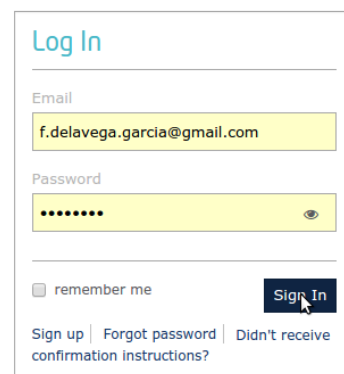 Log In
Email
f.delavega.garcia@gmail.com
Password
••••••••
remember me
Sign In
Sign up | Forgot password | Didn't receive
confirmation instructions?